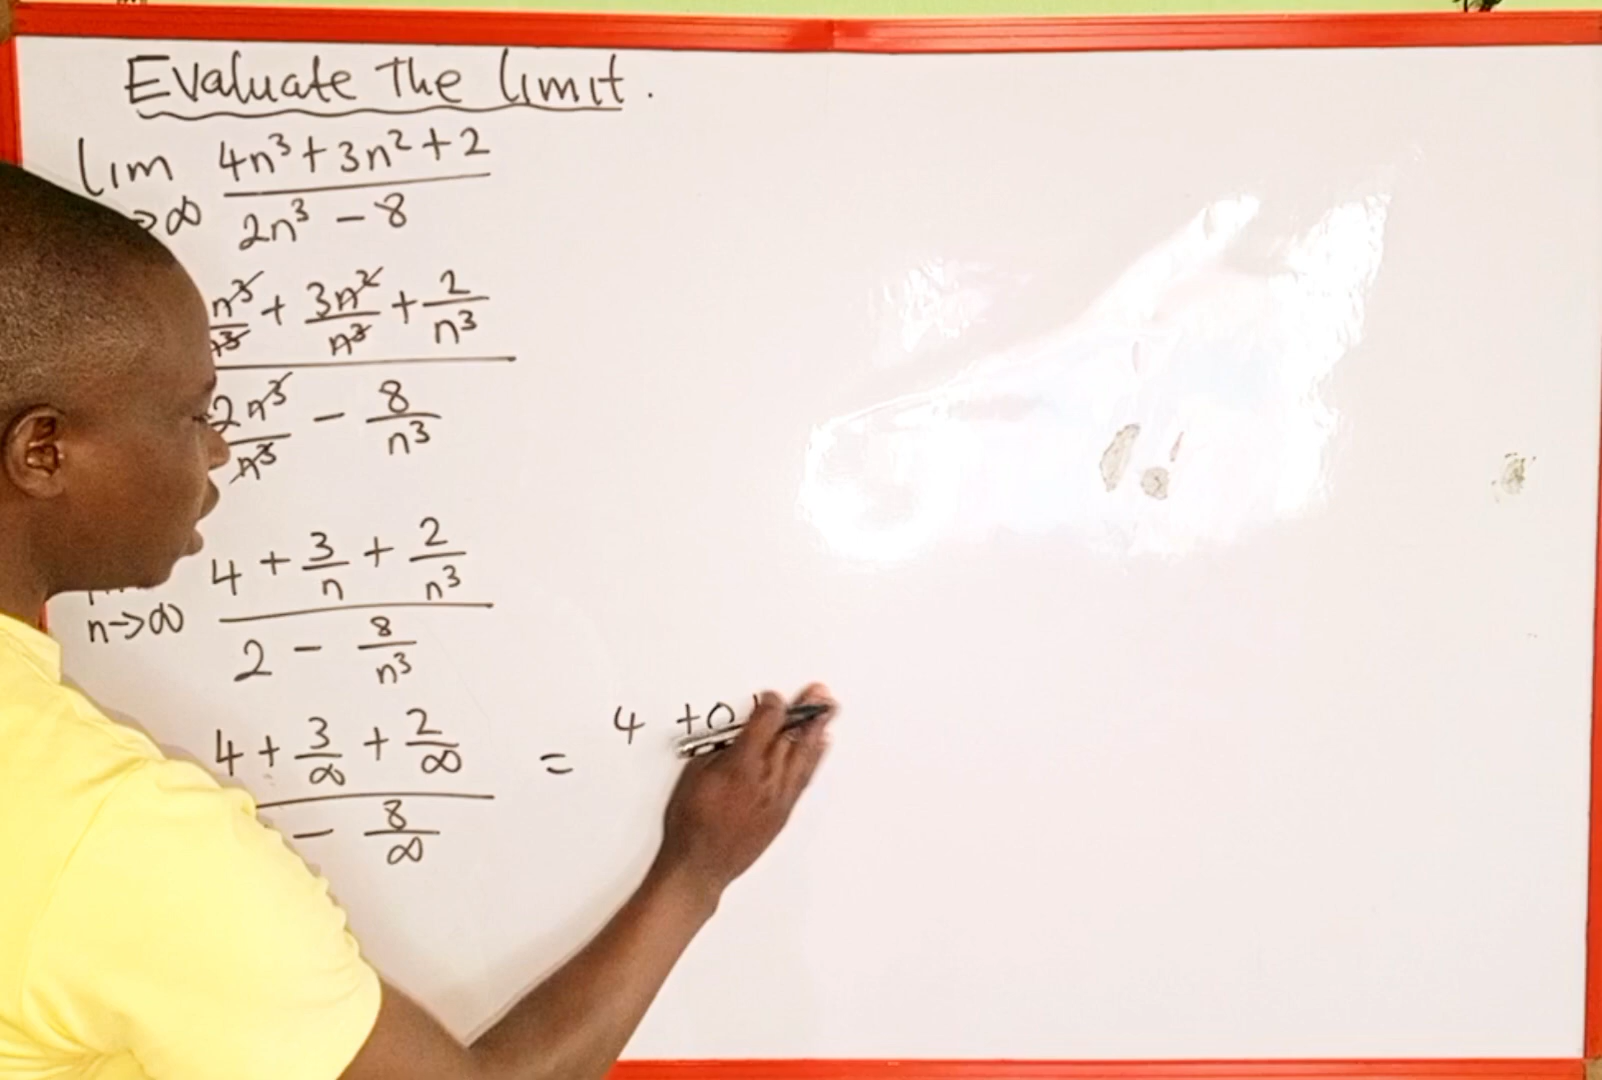 Evaluate The limit.
lim 4n³+3n²+2
→∞ 2n³ - 8
n³ + 3n² + 2
n³ n³ n³
2n³ - 8
n³ n³
4 + 3 + 2
n n³
n→∞ 2 - 8
n³
4 + 3 + 2 = 4 +0
∞ ∞
- 8
∞